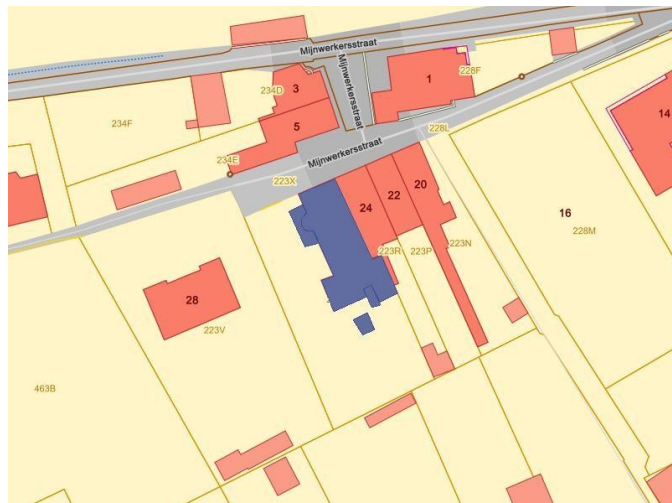 Mijnwerkersstraat
Mijnwerkersstraat
1
228F
3
234D
14
234F
5
228L
Mijnwerkersstraat
234E
223X
20
24
22
16
223N
228M
223R
223P
28
223V
463B